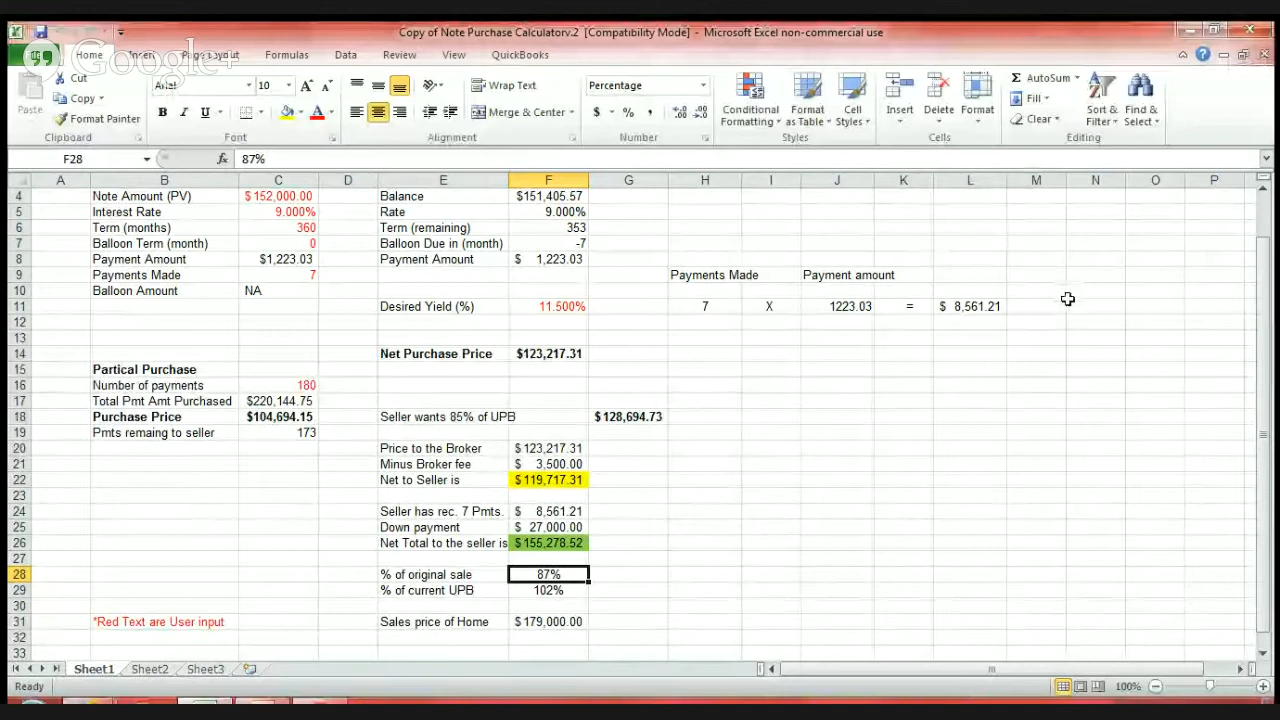 Copy of Note Purchase Calculatorv.2 [Compatibility Mode] - Microsoft Excel non-commercial use
Google+
File Home Insert Page Layout Formulas Data Review View QuickBooks
Cut Arial 10 Wrap Text Percentage AutoSum
Paste Copy Fill
Format Painter B I U Merge & Center $ % , Conditional Formatting Format as Table Cell Styles Insert Delete Format Clear Sort & Filter Find & Select
Clipboard Font Alignment Number Styles Cells Editing
F28 fx 87%
A B C D E F G H I J K L M N O P
4 Note Amount (PV) $152,000.00 Balance $151,405.57
5 Interest Rate 9.000% Rate 9.000%
6 Term (months) 360 Term (remaining) 353
7 Balloon Term (month) 0 Balloon Due in (month) -7
8 Payment Amount $1,223.03 Payment Amount $ 1,223.03
9 Payments Made 7 Payments Made Payment amount
10 Balloon Amount NA
11 Desired Yield (%) 11.500% 7 X 1223.03 = $ 8,561.21
12
13
14 Net Purchase Price $123,217.31
15 Partical Purchase
16 Number of payments 180
17 Total Pmt Amt Purchased $220,144.75
18 Purchase Price $104,694.15 Seller wants 85% of UPB $128,694.73
19 Pmts remaing to seller 173
20 Price to the Broker $123,217.31
21 Minus Broker fee $ 3,500.00
22 Net to Seller is $119,717.31
23
24 Seller has rec. 7 Pmts. $ 8,561.21
25 Down payment $ 27,000.00
26 Net Total to the seller is $155,278.52
27
28 % of original sale 87%
29 % of current UPB 102%
30
31 *Red Text are User input Sales price of Home $179,000.00
32
33
Sheet1 Sheet2 Sheet3
Ready 100%